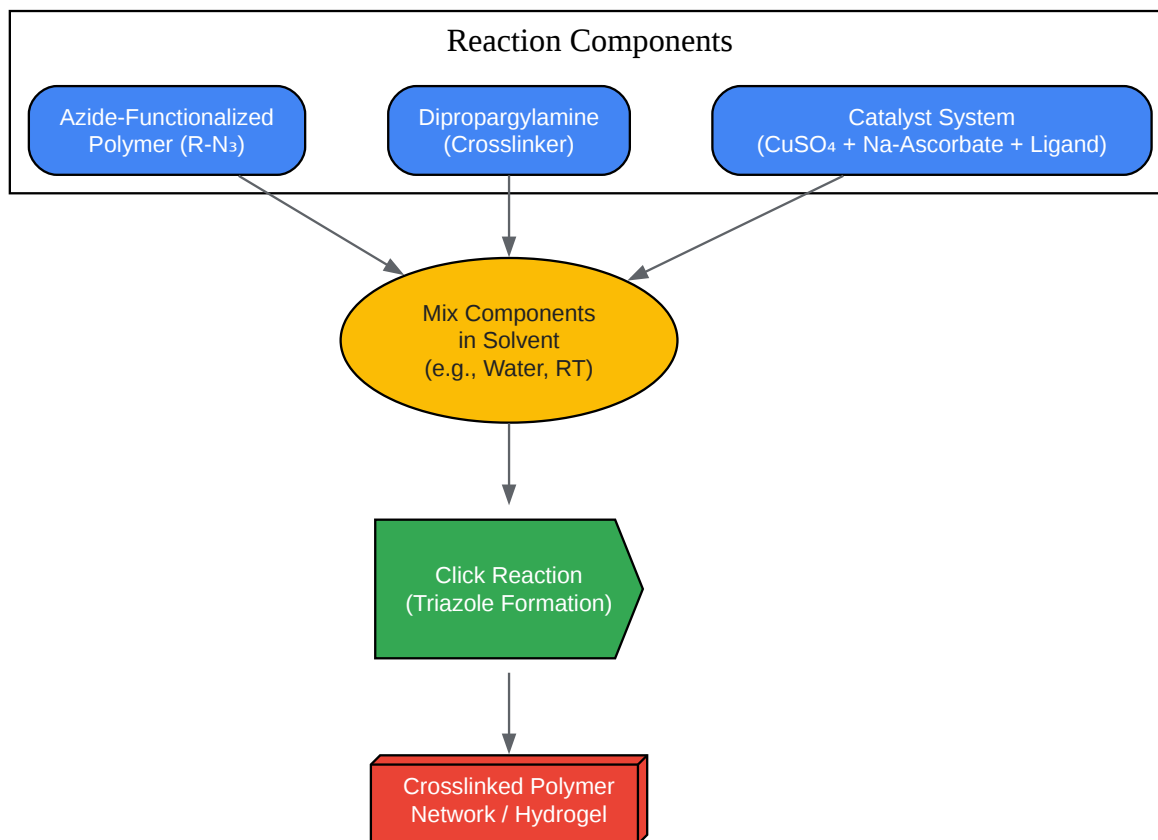 Reaction Components
Azide-Functionalized
Polymer (R-N₃)
Dipropargylamine
(Crosslinker)
Catalyst System
(CuSO₄ + Na-Ascorbate + Ligand)
Mix Components
in Solvent
(e.g., Water, RT)
Click Reaction
(Triazole Formation)
Crosslinked Polymer
Network / Hydrogel